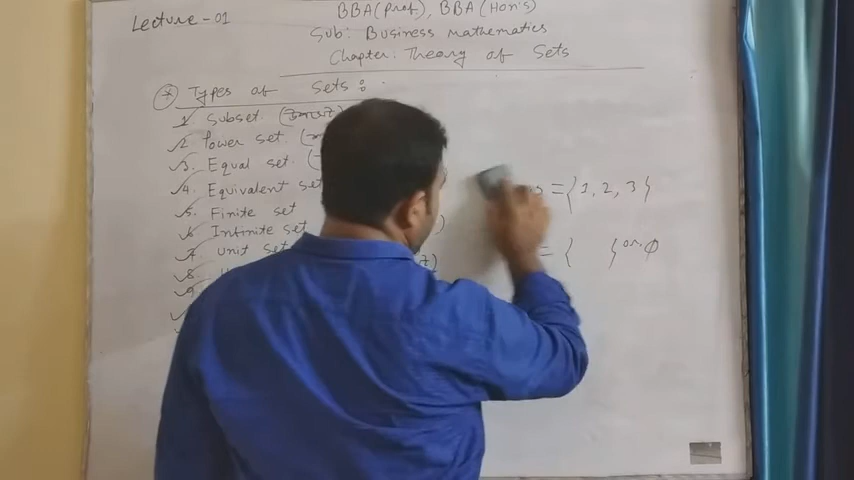 Lecture - 01
BBA (Prof), BBA (Hon's)
Sub: Business mathematics
Chapter: Theory of Sets
* Types of Sets :
1. Subset.
2. Power set.
3. Equal set.
4. Equivalent set
5. Finite set
6. Infinite set
7. Unit set
8.
9.
= {1, 2, 3}
= { } or, φ